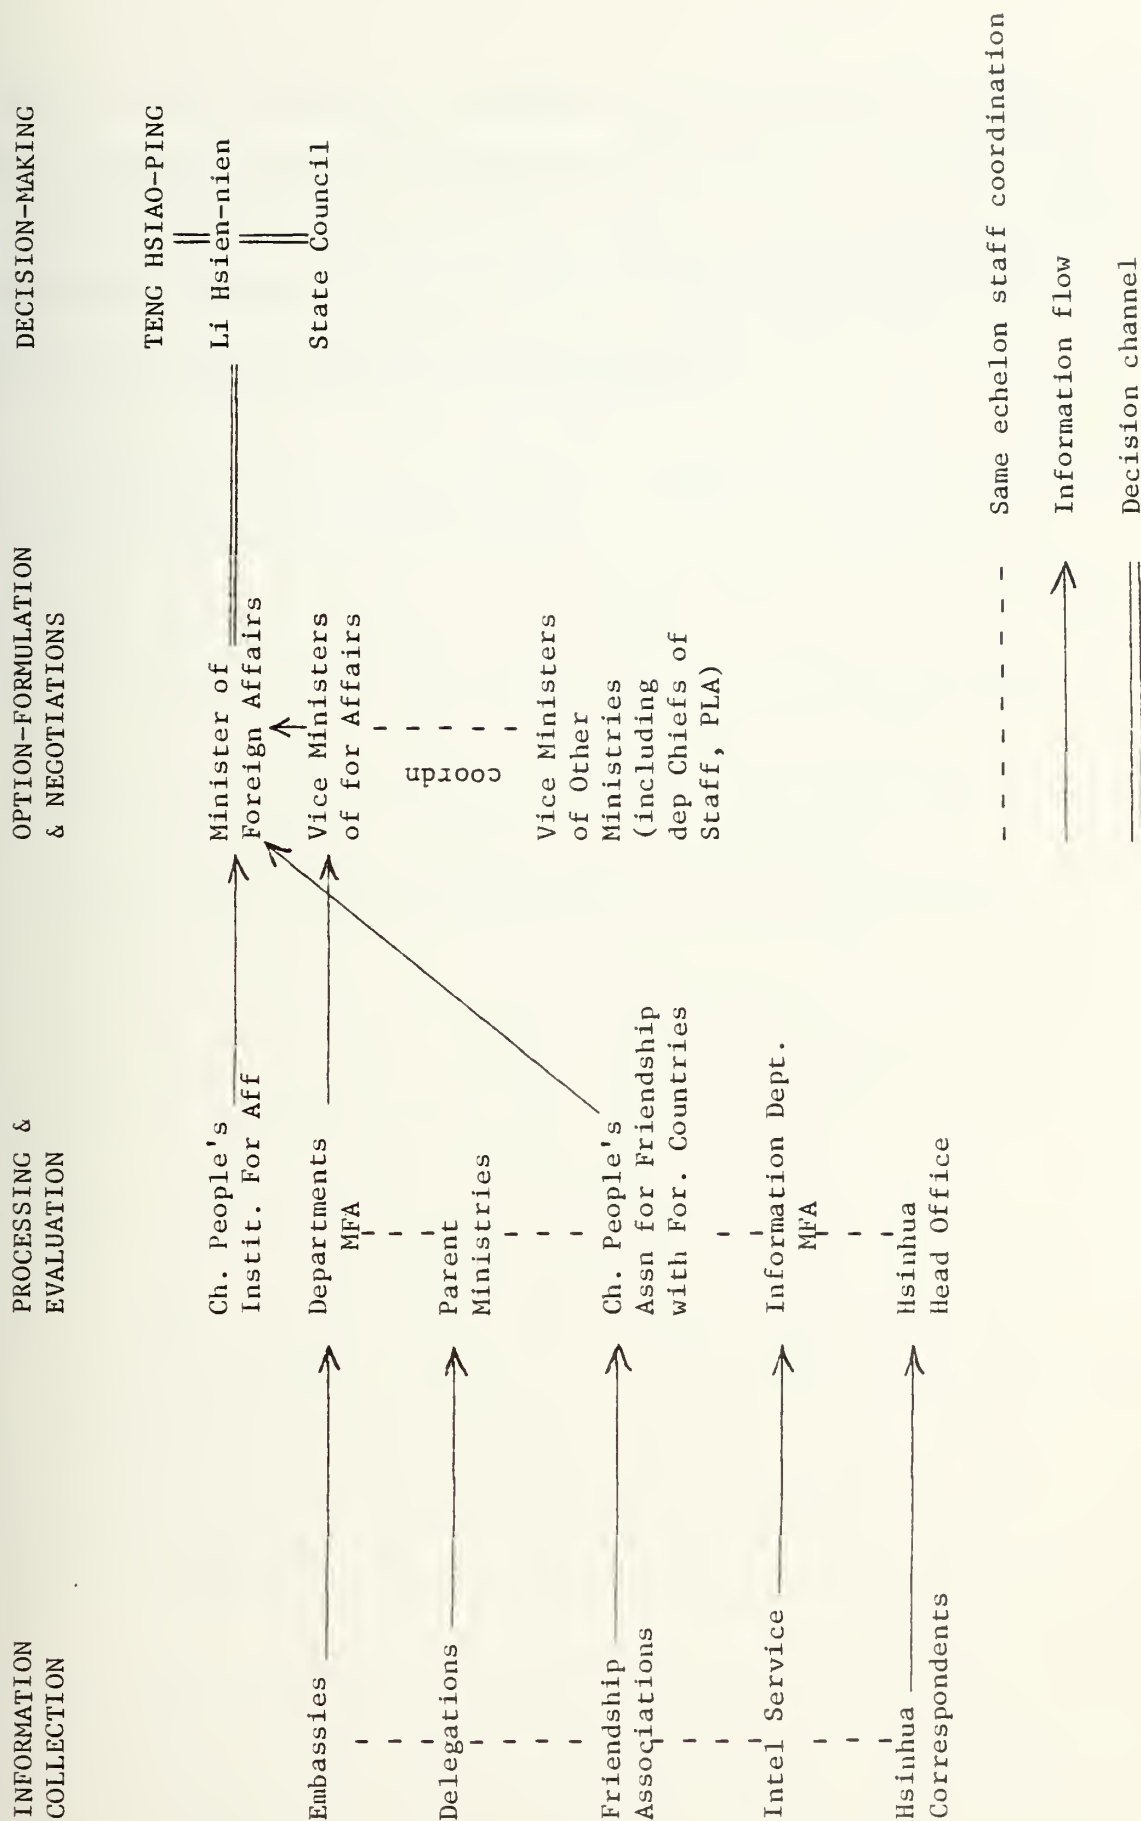 INFORMATION
COLLECTION
PROCESSING &
EVALUATION
OPTION-FORMULATION
& NEGOTIATIONS
DECISION-MAKING
TENG HSIAO-PING
Li Hsien-nien
State Council
Minister of
Foreign Affairs
Vice Ministers
of for Affairs
coordn
Vice Ministers
of Other
Ministries
(including
dep Chiefs of
Staff, PLA)
Ch. People's
Instit. For Aff
Departments
MFA
Parent
Ministries
Ch. People's
Assn for Friendship
with For. Countries
Information Dept.
MFA
Hsinhua
Head Office
Embassies
Delegations
Friendship
Associations
Intel Service
Hsinhua
Correspondents
Same echelon staff coordination
Information flow
Decision channel